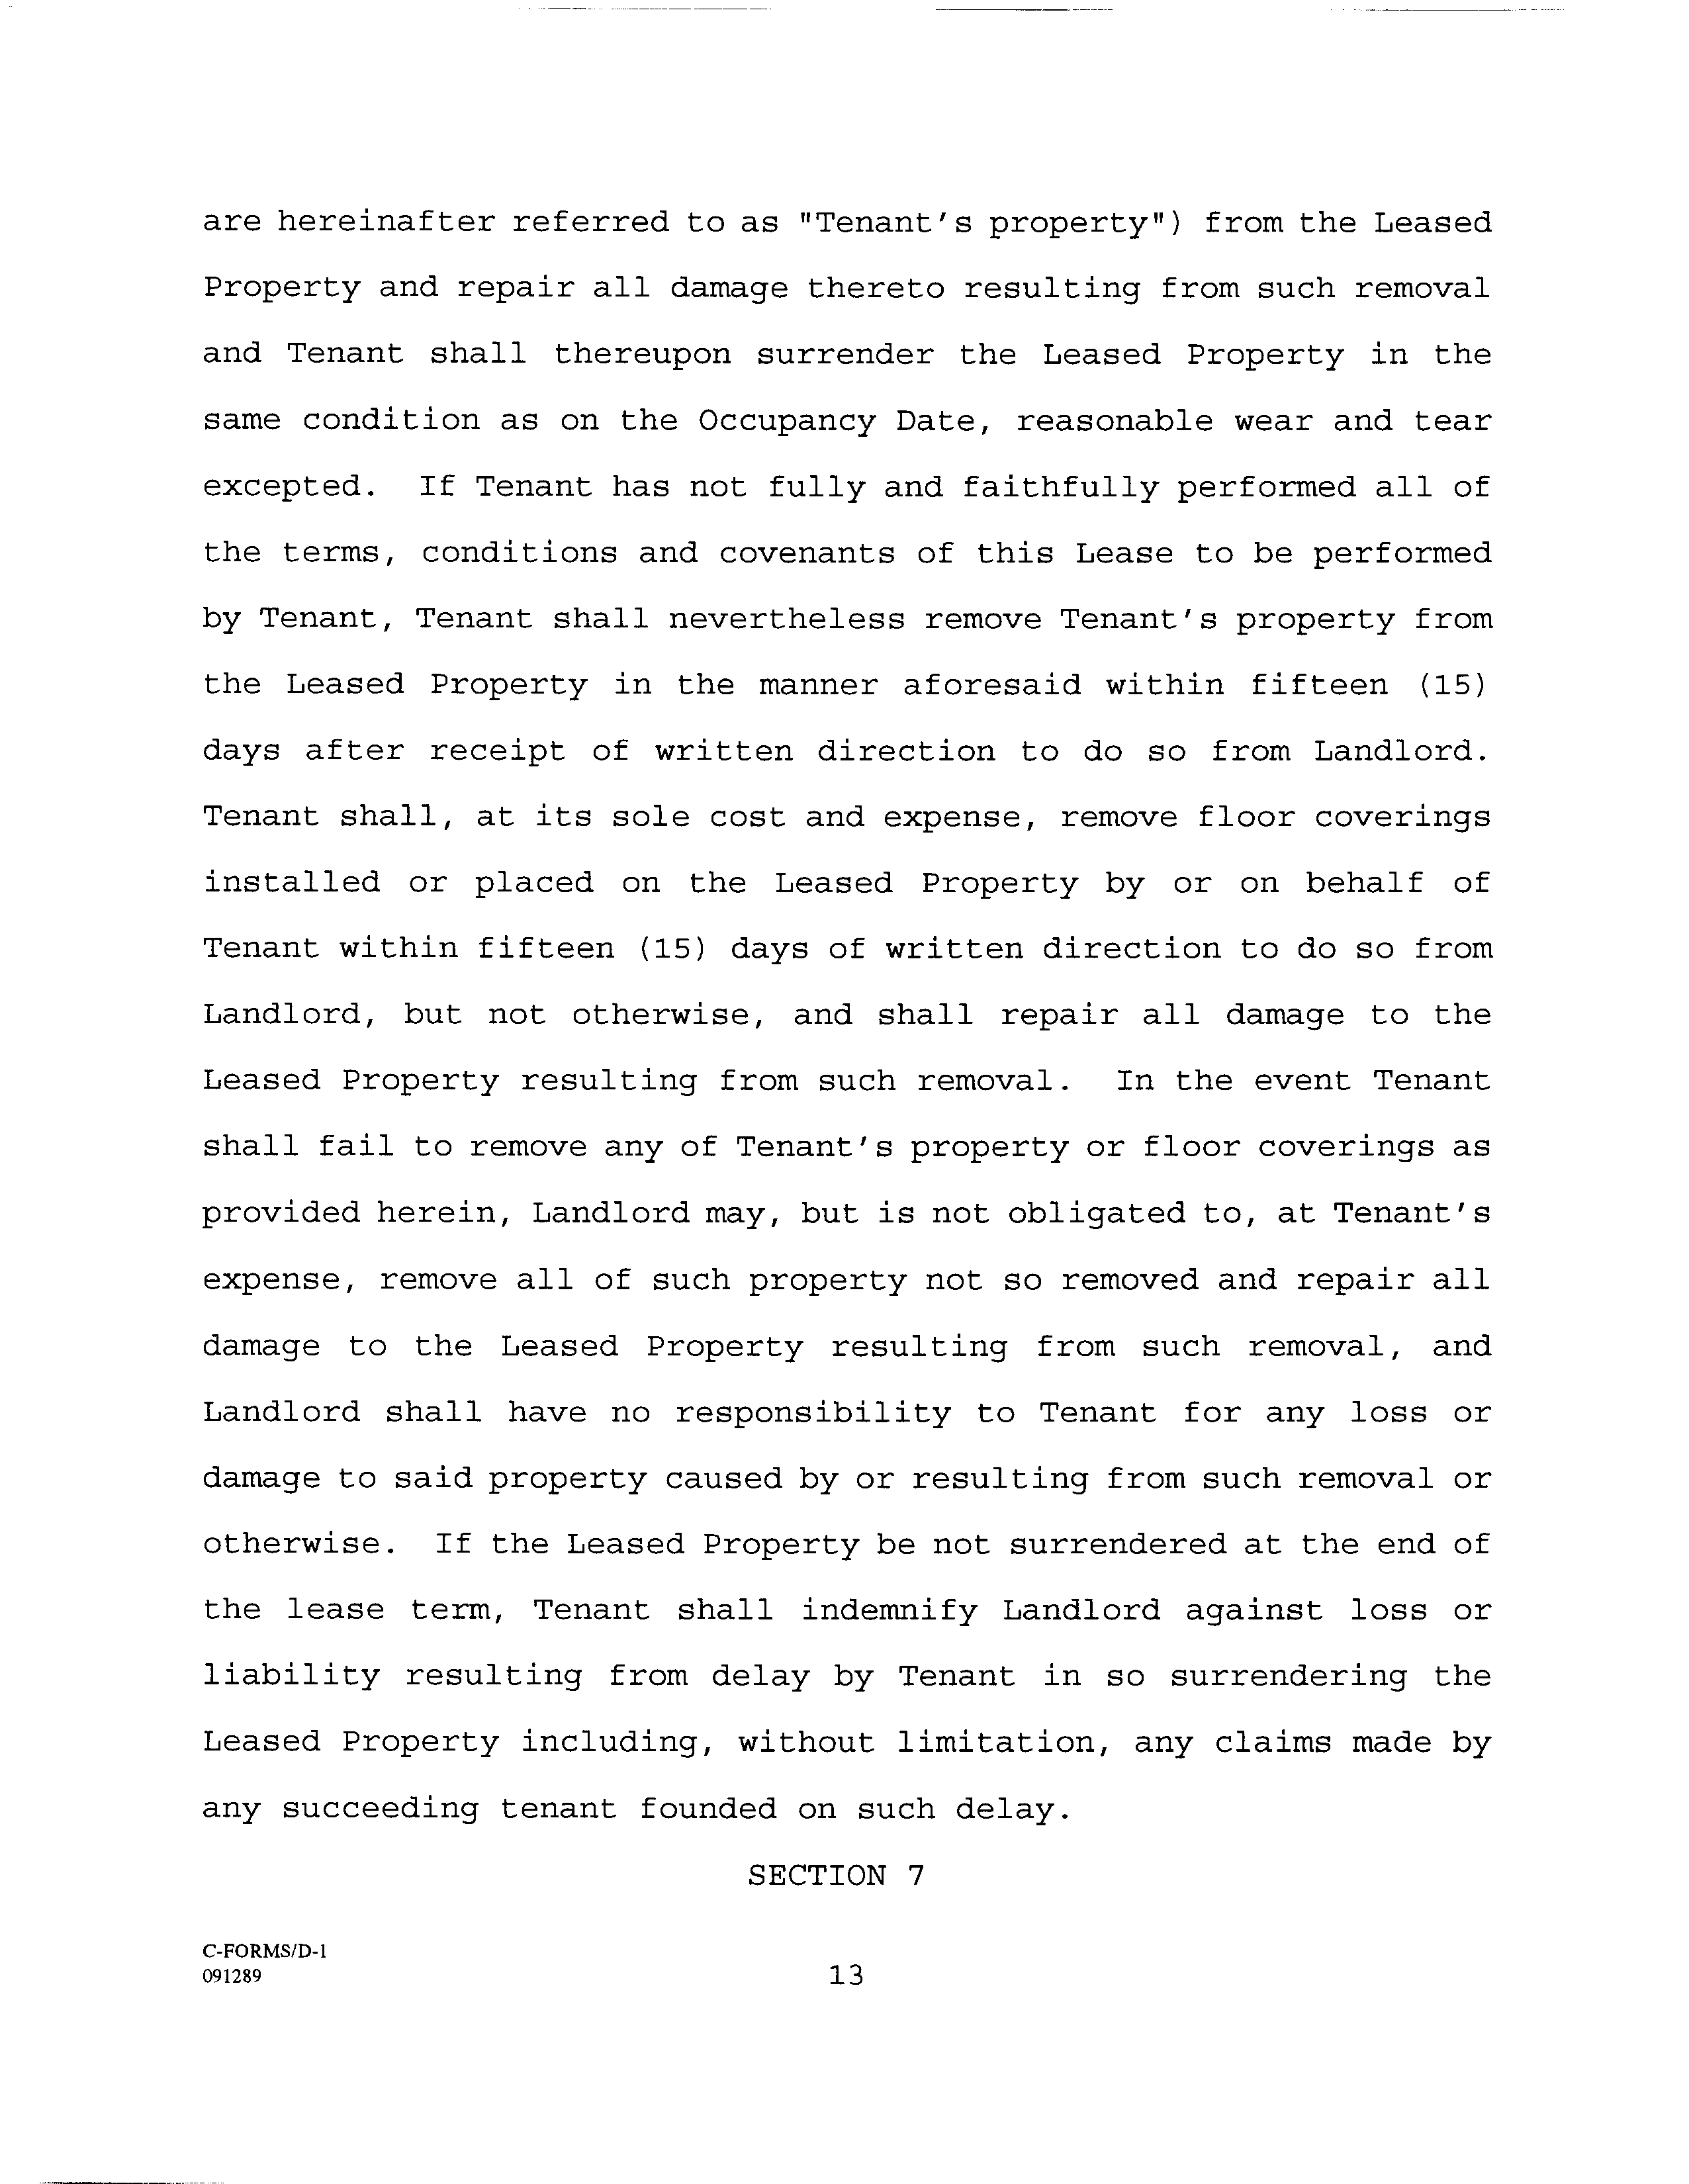 are hereinafter referred to as "Tenant's property") from the Leased
Property and repair all damage thereto resulting from such removal
and Tenant shall thereupon surrender the Leased Property in the
same condition as on the Occupancy Date, reasonable wear and tear
excepted. If Tenant has not fully and faithfully performed all of
the terms, conditions and covenants of this Lease to be performed
by Tenant, Tenant shall nevertheless remove Tenant's property from
the Leased Property in the manner aforesaid within fifteen (15)
days after receipt of written direction to do so from Landlord.
Tenant shall, at its sole cost and expense, remove floor coverings
installed or placed on the Leased Property by or on behalf of
Tenant within fifteen (15) days of written direction to do so from
Landlord, but not otherwise, and shall repair all damage to the
Leased Property resulting from such removal. In the event Tenant
shall fail to remove any of Tenant's property or floor coverings as
provided herein, Landlord may, but is not obligated to, at Tenant's
expense, remove all of such property not so removed and repair all
damage to the Leased Property resulting from such removal, and
Landlord shall have no responsibility to Tenant for any loss or
damage to said property caused by or resulting from such removal or
otherwise. If the Leased Property be not surrendered at the end of
the lease term, Tenant shall indemnify Landlord against loss or
liability resulting from delay by Tenant in so surrendering the
Leased Property including, without limitation, any claims made by
any succeeding tenant founded on such delay.
SECTION 7
C-FORMS/D-1
091289
13